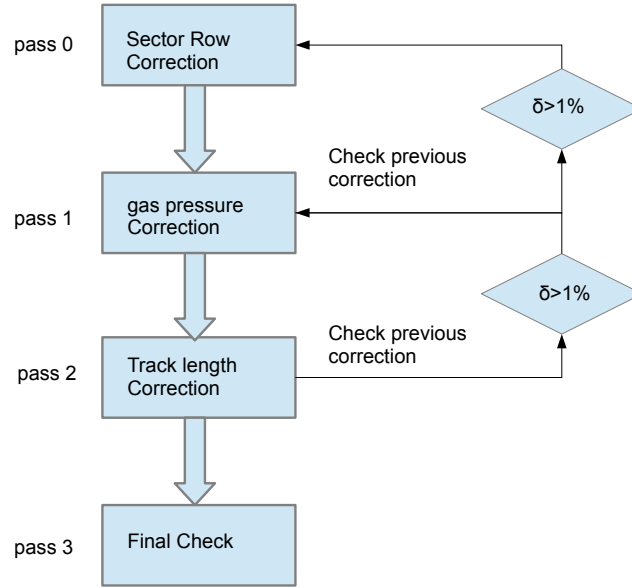 pass 0
Sector Row
Correction
δ>1%
Check previous
correction
pass 1
gas pressure
Correction
δ>1%
Check previous
correction
pass 2
Track length
Correction
pass 3
Final Check